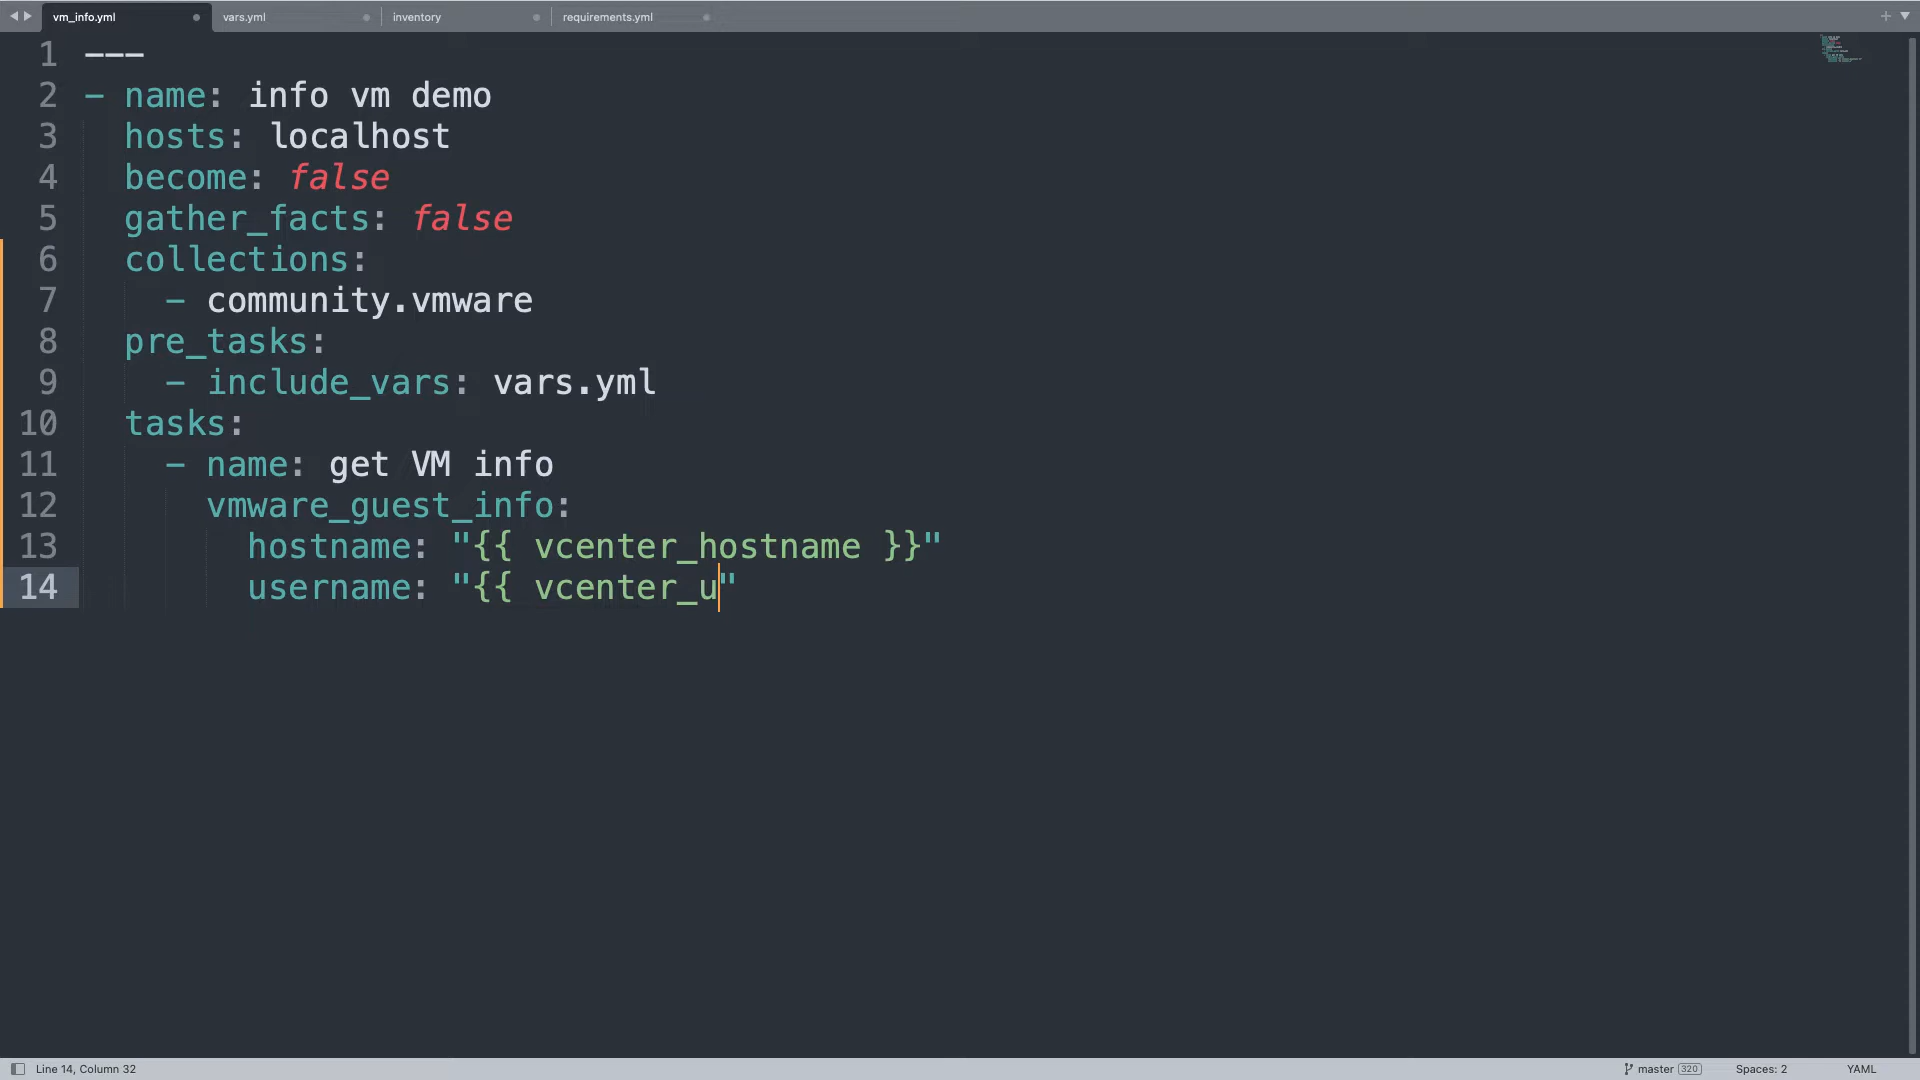 vm_info.yml vars.yml inventory requirements.yml
1 ---
2 - name: info vm demo
3 hosts: localhost
4 become: false
5 gather_facts: false
6 collections:
7 - community.vmware
8 pre_tasks:
9 - include_vars: vars.yml
10 tasks:
11 - name: get VM info
12 vmware_guest_info:
13 hostname: "{{ vcenter_hostname }}"
14 username: "{{ vcenter_u"
Line 14, Column 32 master 320 Spaces: 2 YAML